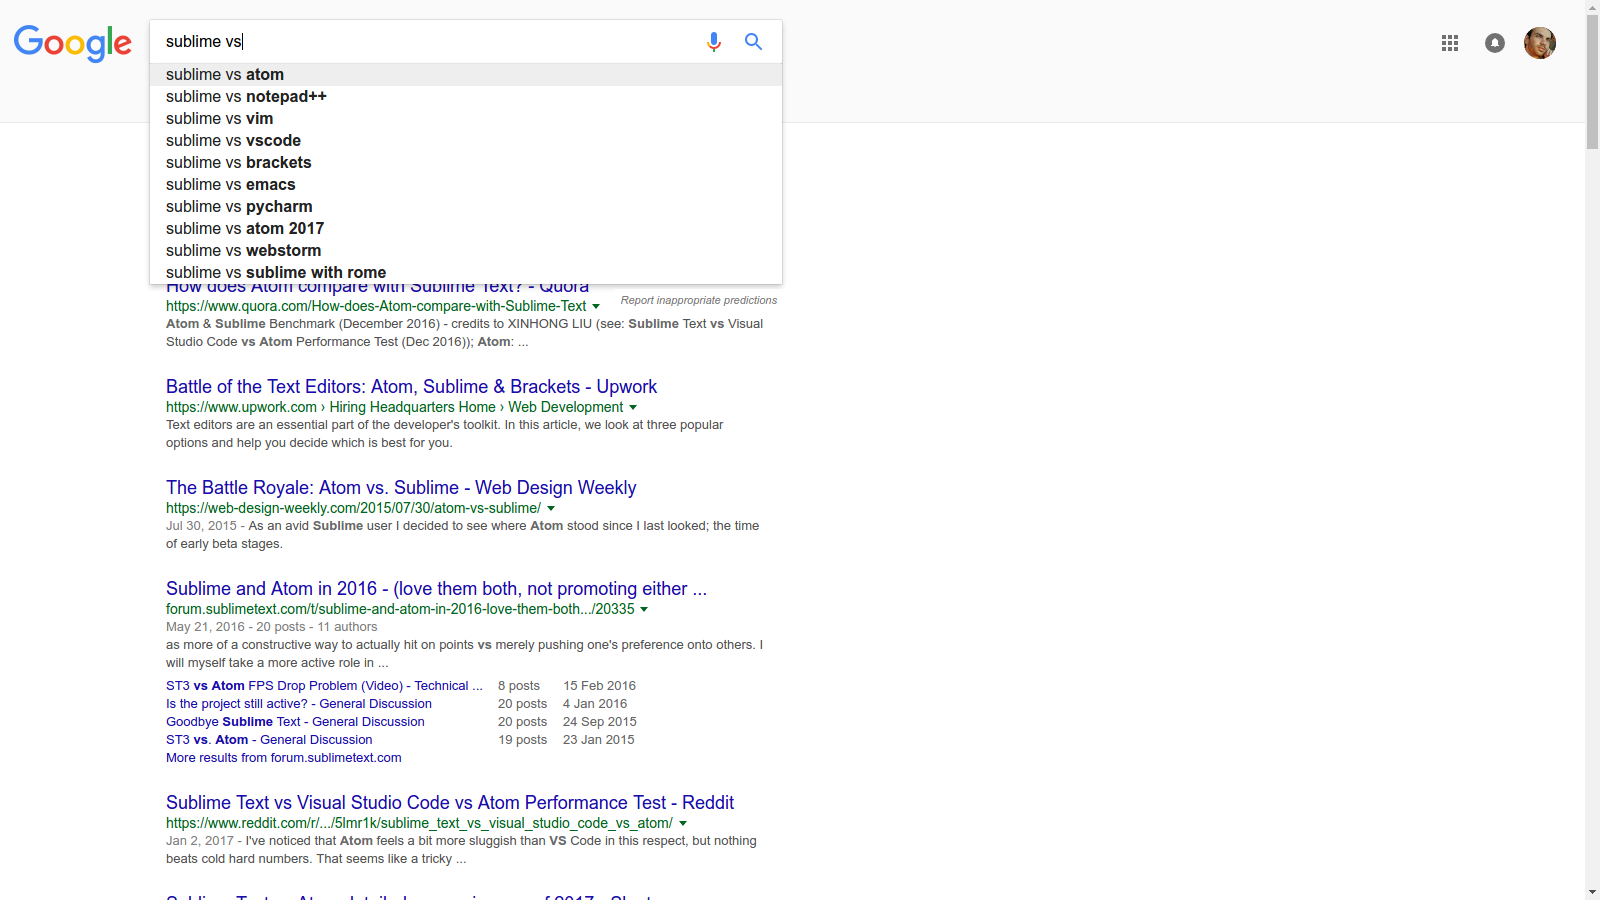 Google
sublime vs
sublime vs atom
sublime vs notepad++
sublime vs vim
sublime vs vscode
sublime vs brackets
sublime vs emacs
sublime vs pycharm
sublime vs atom 2017
sublime vs webstorm
sublime vs sublime with rome
How does Atom compare with Sublime Text? - Quora
https://www.quora.com/How-does-Atom-compare-with-Sublime-Text
Report inappropriate predictions
Atom & Sublime Benchmark (December 2016) - credits to XINHONG LIU (see: Sublime Text vs Visual
Studio Code vs Atom Performance Test (Dec 2016)); Atom: ...
Battle of the Text Editors: Atom, Sublime & Brackets - Upwork
https://www.upwork.com › Hiring Headquarters Home › Web Development
Text editors are an essential part of the developer's toolkit. In this article, we look at three popular
options and help you decide which is best for you.
The Battle Royale: Atom vs. Sublime - Web Design Weekly
https://web-design-weekly.com/2015/07/30/atom-vs-sublime/
Jul 30, 2015 - As an avid Sublime user I decided to see where Atom stood since I last looked; the time
of early beta stages.
Sublime and Atom in 2016 - (love them both, not promoting either ...
forum.sublimetext.com/t/sublime-and-atom-in-2016-love-them-both.../20335
May 21, 2016 - 20 posts - 11 authors
as more of a constructive way to actually hit on points vs merely pushing one's preference onto others. I
will myself take a more active role in ...
ST3 vs Atom FPS Drop Problem (Video) - Technical ... 8 posts 15 Feb 2016
Is the project still active? - General Discussion 20 posts 4 Jan 2016
Goodbye Sublime Text - General Discussion 20 posts 24 Sep 2015
ST3 vs. Atom - General Discussion 19 posts 23 Jan 2015
More results from forum.sublimetext.com
Sublime Text vs Visual Studio Code vs Atom Performance Test - Reddit
https://www.reddit.com/r/.../5lmr1k/sublime_text_vs_visual_studio_code_vs_atom/
Jan 2, 2017 - I've noticed that Atom feels a bit more sluggish than VS Code in this respect, but nothing
beats cold hard numbers. That seems like a tricky ...